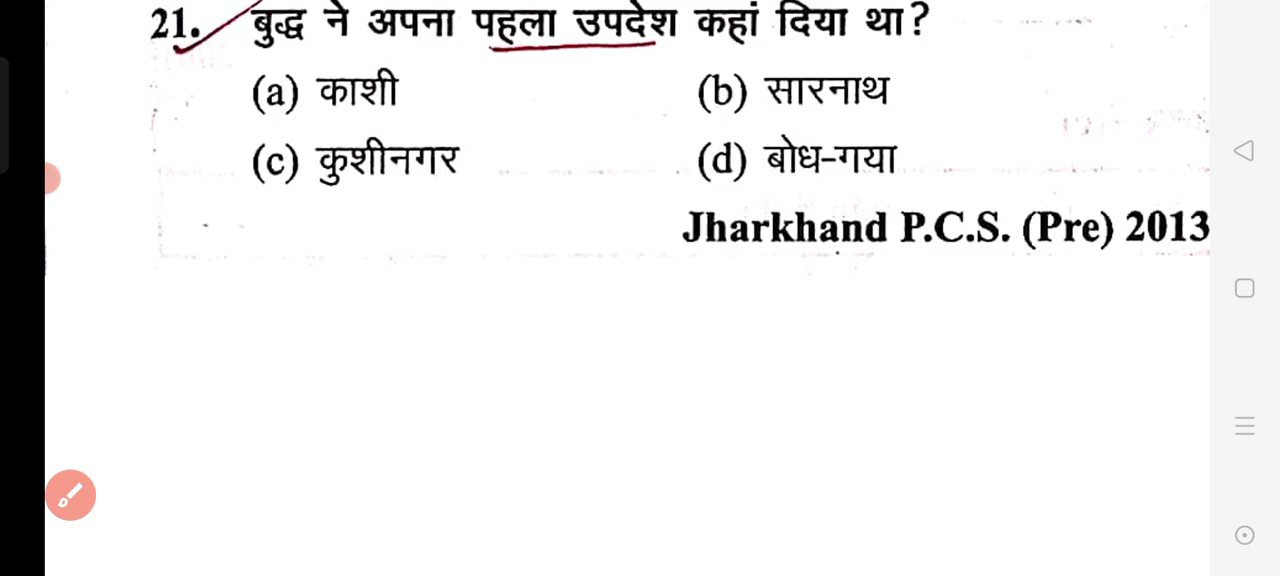 21. बुद्ध ने अपना पहला उपदेश कहां दिया था?
(a) काशी (b) सारनाथ
(c) कुशीनगर (d) बोध-गया
Jharkhand P.C.S. (Pre) 2013